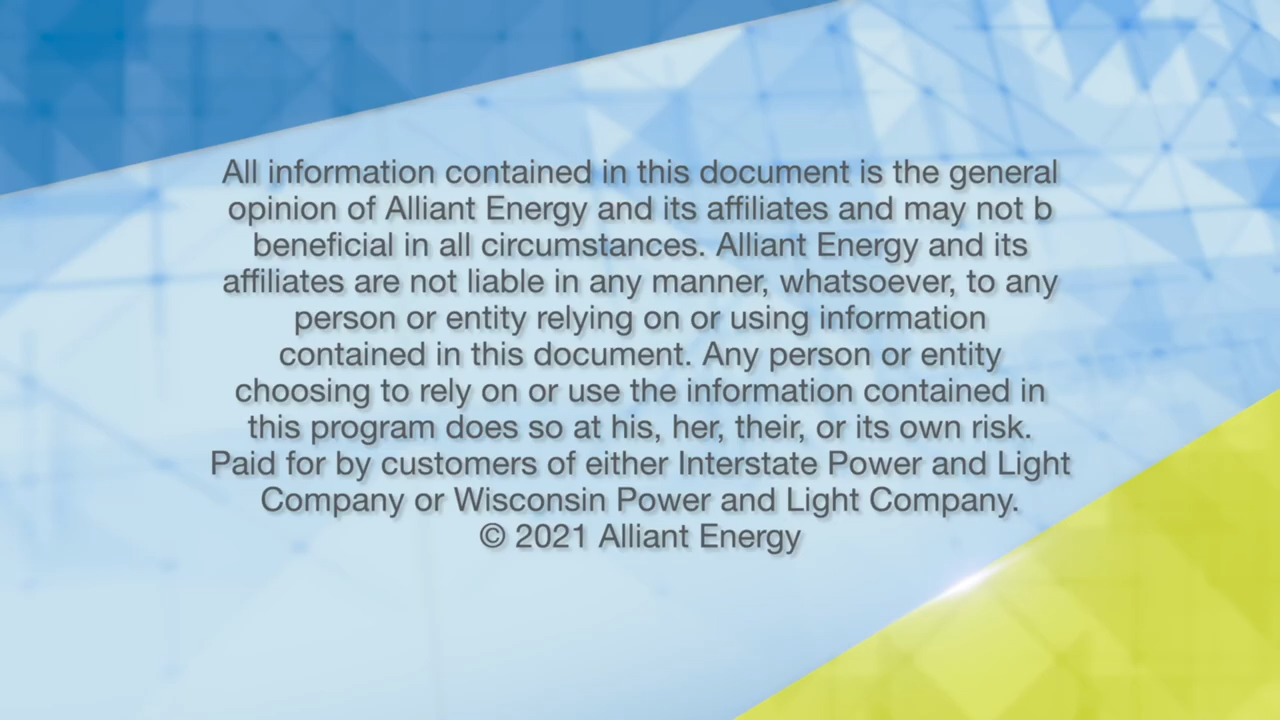 All information contained in this document is the general
opinion of Alliant Energy and its affiliates and may not b
beneficial in all circumstances. Alliant Energy and its
affiliates are not liable in any manner, whatsoever, to any
person or entity relying on or using information
contained in this document. Any person or entity
choosing to rely on or use the information contained in
this program does so at his, her, their, or its own risk.
Paid for by customers of either Interstate Power and Light
Company or Wisconsin Power and Light Company.
© 2021 Alliant Energy